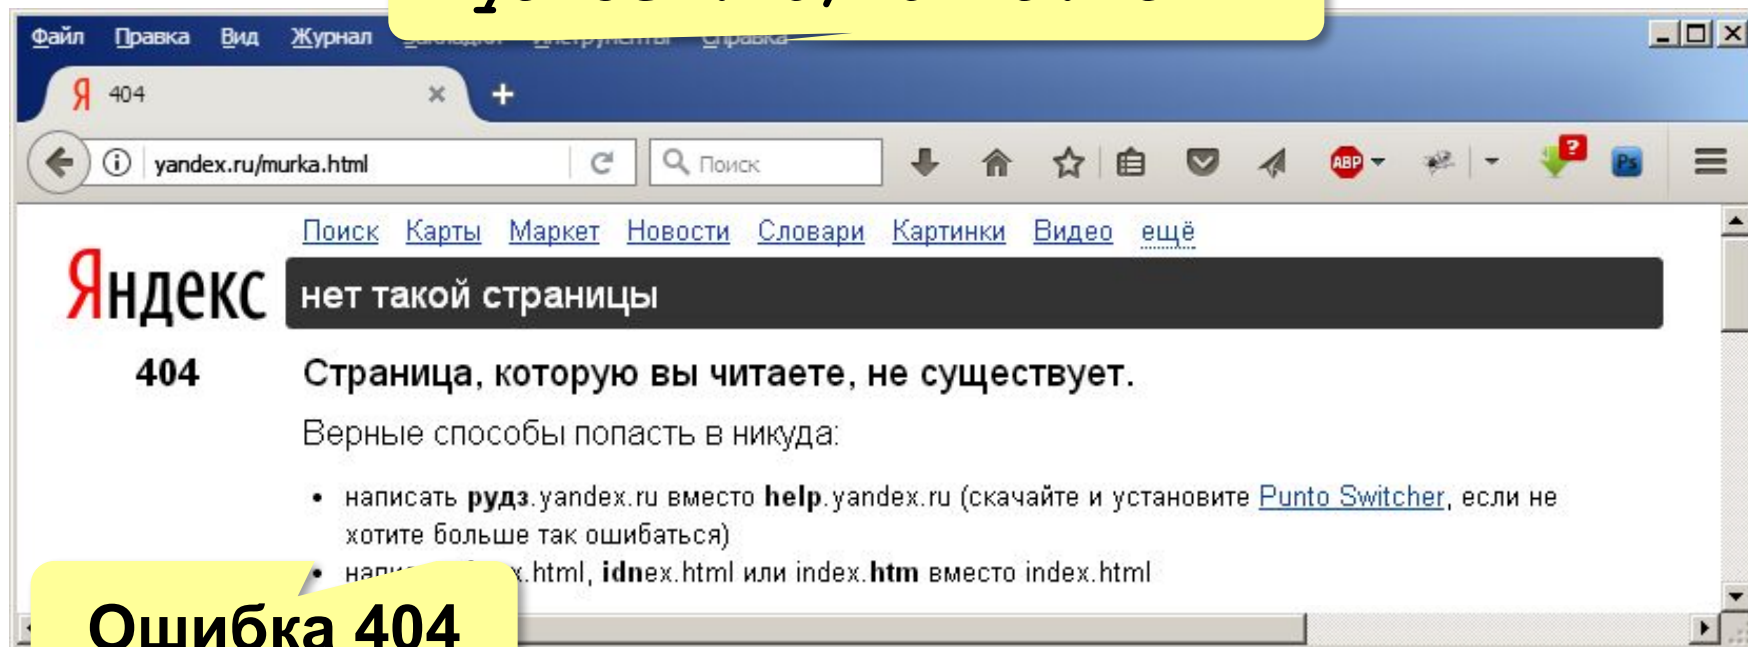 Файл Правка Вид Журнал
404
yandex.ru/murka.html Поиск ABP ? Ps
Поиск Карты Маркет Новости Словари Картинки Видео ещё
Яндекс нет такой страницы
404 Страница, которую вы читаете, не существует.
Верные способы попасть в никуда:
• написать рудз.yandex.ru вместо help.yandex.ru (скачайте и установите Punto Switcher, если не
хотите больше так ошибаться)
• x.html, idnex.html или index.htm вместо index.html
Ошибка 404